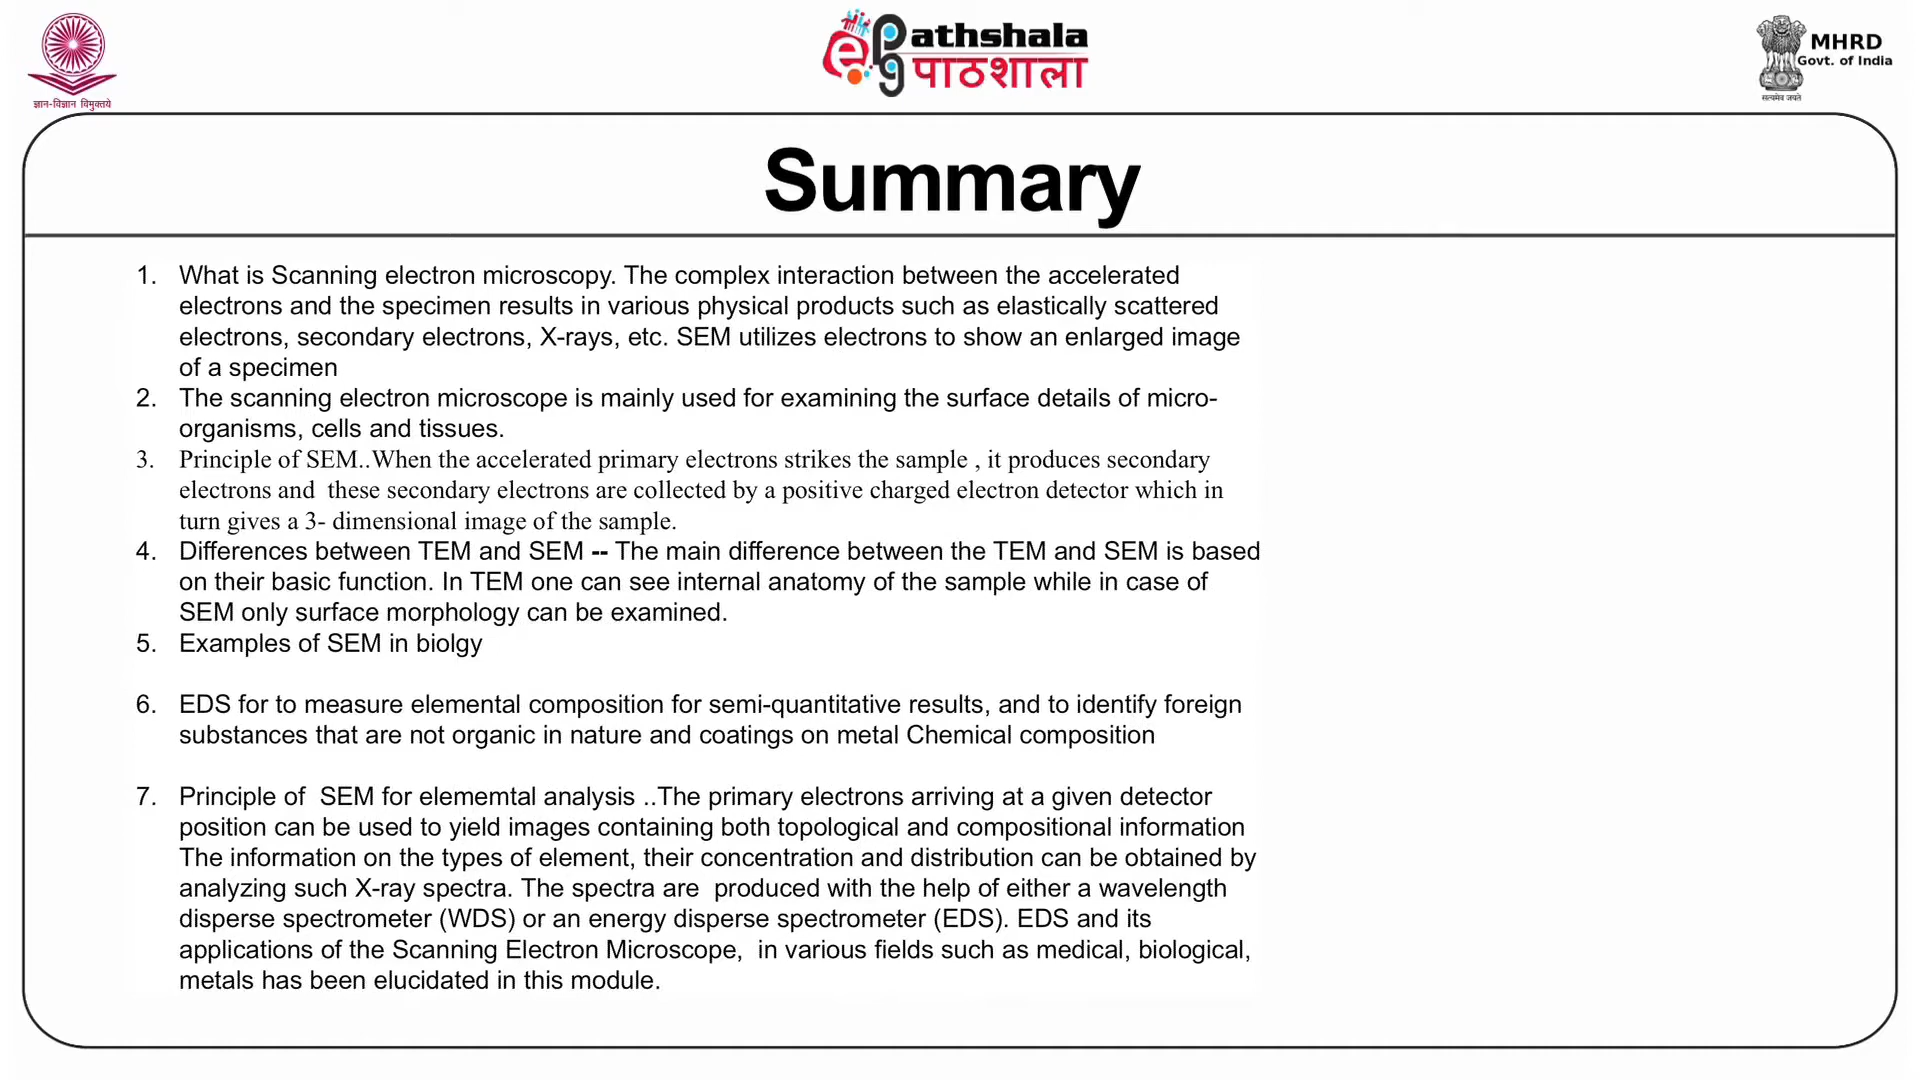 ज्ञान-विज्ञान विमुक्तये
ePG athshala
पाठशाला
MHRD
Govt. of India
सत्यमेव जयते
Summary
1. What is Scanning electron microscopy. The complex interaction between the accelerated
electrons and the specimen results in various physical products such as elastically scattered
electrons, secondary electrons, X-rays, etc. SEM utilizes electrons to show an enlarged image
of a specimen
2. The scanning electron microscope is mainly used for examining the surface details of micro-
organisms, cells and tissues.
3. Principle of SEM..When the accelerated primary electrons strikes the sample , it produces secondary
electrons and  these secondary electrons are collected by a positive charged electron detector which in
turn gives a 3- dimensional image of the sample.
4. Differences between TEM and SEM -- The main difference between the TEM and SEM is based
on their basic function. In TEM one can see internal anatomy of the sample while in case of
SEM only surface morphology can be examined.
5. Examples of SEM in biolgy
6. EDS for to measure elemental composition for semi-quantitative results, and to identify foreign
substances that are not organic in nature and coatings on metal Chemical composition
7. Principle of  SEM for elememtal analysis ..The primary electrons arriving at a given detector
position can be used to yield images containing both topological and compositional information
The information on the types of element, their concentration and distribution can be obtained by
analyzing such X-ray spectra. The spectra are  produced with the help of either a wavelength
disperse spectrometer (WDS) or an energy disperse spectrometer (EDS). EDS and its
applications of the Scanning Electron Microscope,  in various fields such as medical, biological,
metals has been elucidated in this module.